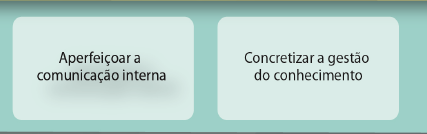 Aperfeiçoar a
comunicação interna
Concretizar a gestão
do conhecimento